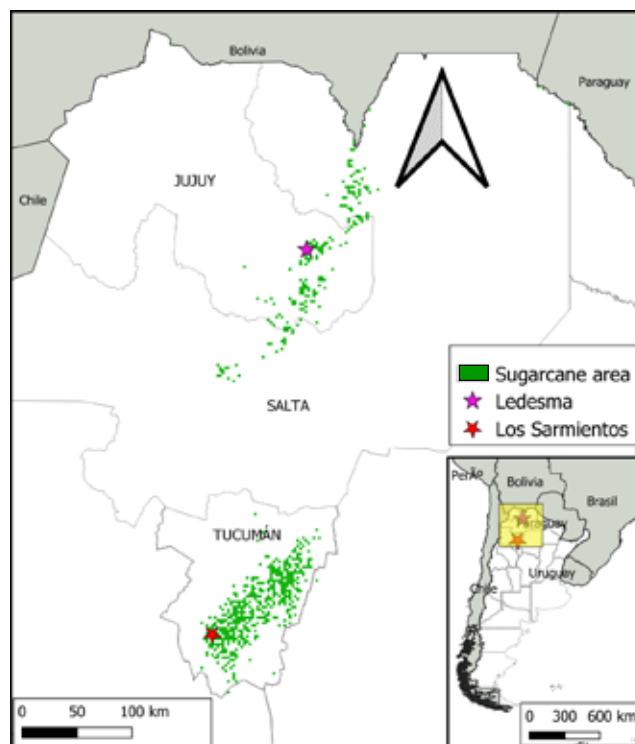 Bolivia
Paraguay
JUJUY
Chile
SALTA
Sugarcane area
Ledesma
Los Sarmientos
TUCUMÁN
PerÃº
Bolivia
Brasil
Paraguay
Uruguay
Chile
0 50 100 km
0 300 600 km